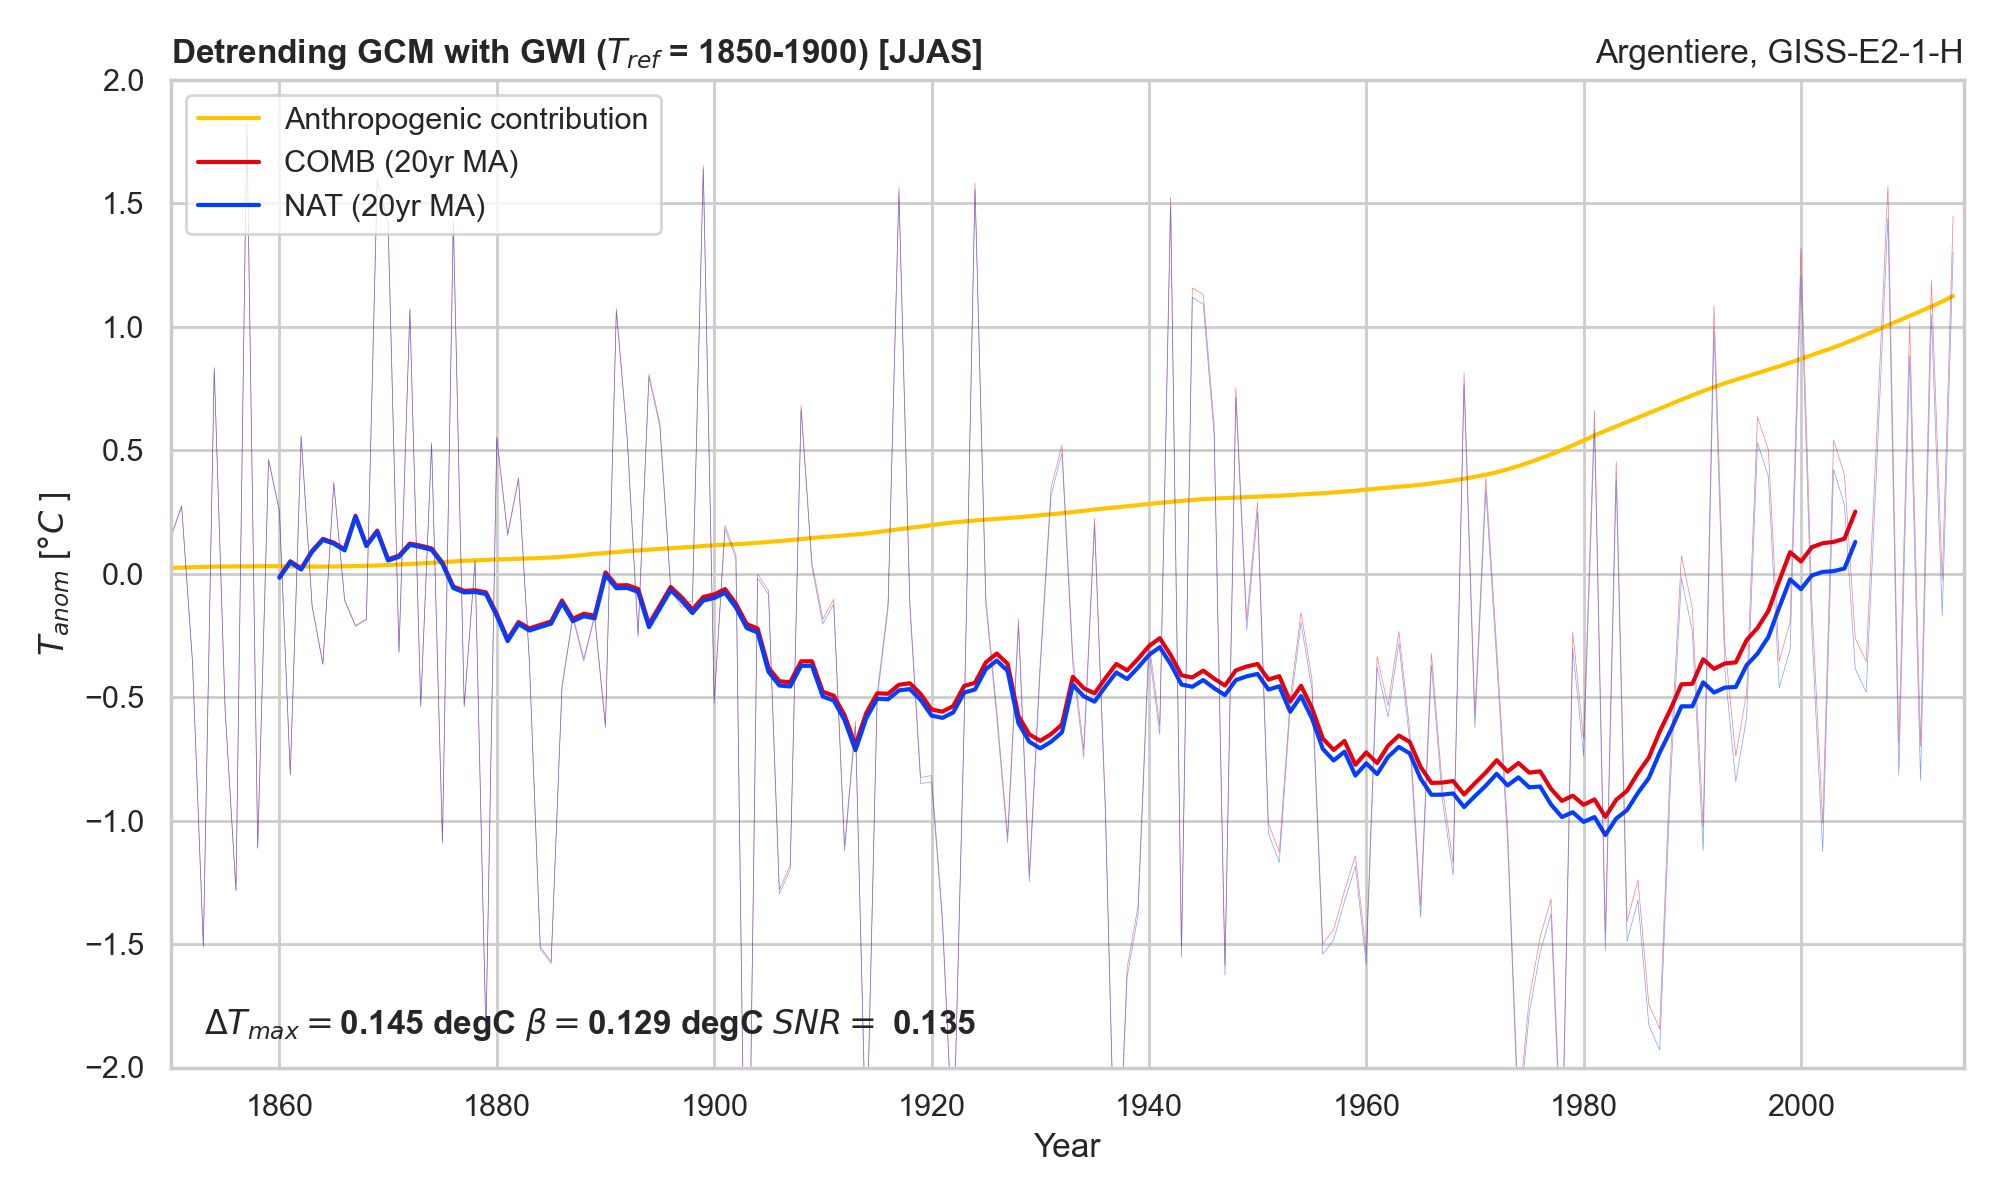 Detrending GCM with GWI (T_ref = 1850-1900) [JJAS]
Argentiere, GISS-E2-1-H
Anthropogenic contribution
COMB (20yr MA)
NAT (20yr MA)
2.0
1.5
1.0
0.5
0.0
−0.5
−1.0
−1.5
−2.0
T_anom [°C]
ΔT_max = 0.145 degC β = 0.129 degC SNR = 0.135
1860 1880 1900 1920 1940 1960 1980 2000
Year